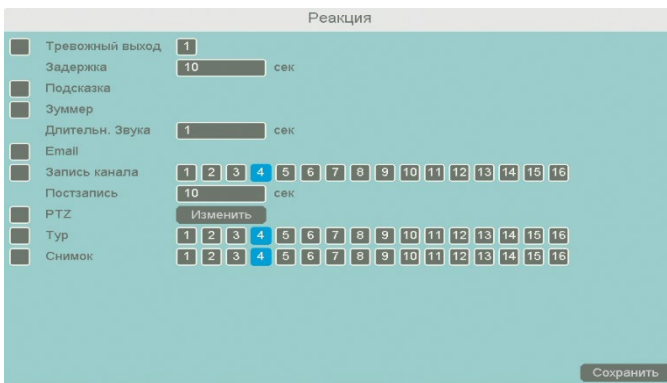 Реакция
Тревожный выход 1
Задержка 10 сек
Подсказка
Зуммер
Длительн. Звука 1 сек
Email
Запись канала 1 2 3 4 5 6 7 8 9 10 11 12 13 14 15 16
Постзапись 10 сек
PTZ Изменить
Тур 1 2 3 4 5 6 7 8 9 10 11 12 13 14 15 16
Снимок 1 2 3 4 5 6 7 8 9 10 11 12 13 14 15 16
Сохранить